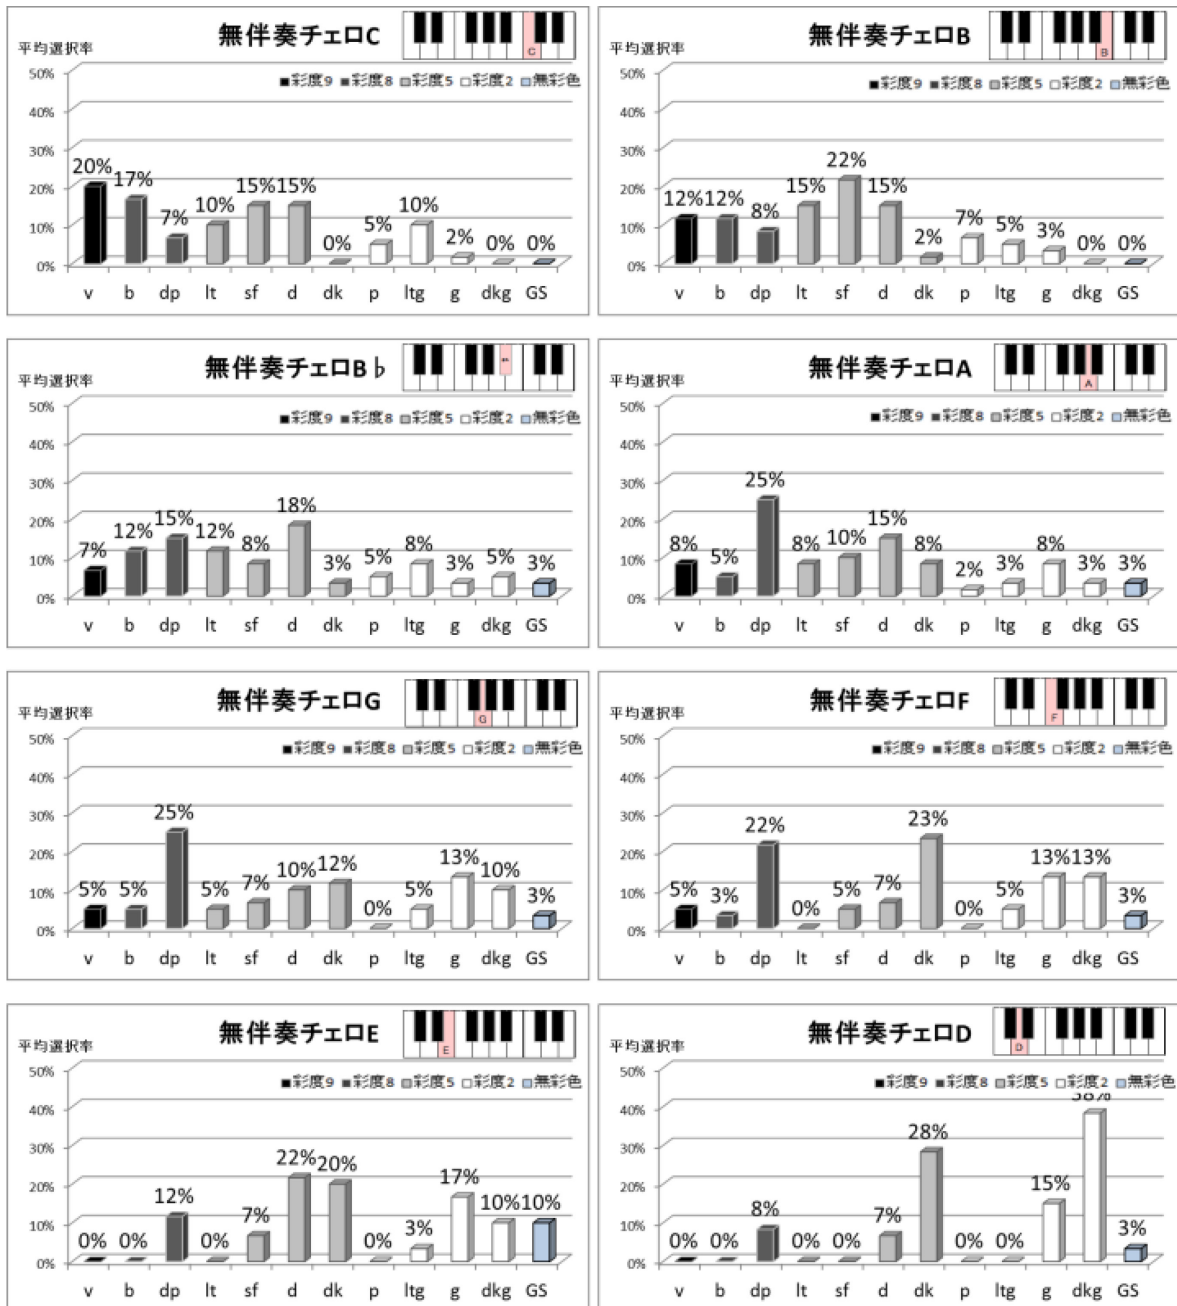 無伴奏チェロC
C
平均選択率
■彩度9 ■彩度8 □彩度5 □彩度2 □無彩色
50%
40%
30%
20%
10%
0%
20% 17% 7% 10% 15% 15% 0% 5% 10% 2% 0% 0%
v b dp lt sf d dk p ltg g dkg GS
無伴奏チェロB
B
平均選択率
■彩度9 ■彩度8 □彩度5 □彩度2 □無彩色
50%
40%
30%
20%
10%
0%
12% 12% 8% 15% 22% 15% 2% 7% 5% 3% 0% 0%
v b dp lt sf d dk p ltg g dkg GS
無伴奏チェロB♭
平均選択率
■彩度9 ■彩度8 □彩度5 □彩度2 □無彩色
50%
40%
30%
20%
10%
0%
7% 12% 15% 12% 8% 18% 3% 5% 8% 3% 5% 3%
v b dp lt sf d dk p ltg g dkg GS
無伴奏チェロA
A
平均選択率
■彩度9 ■彩度8 □彩度5 □彩度2 □無彩色
50%
40%
30%
20%
10%
0%
8% 5% 25% 8% 10% 15% 8% 2% 3% 8% 3% 3%
v b dp lt sf d dk p ltg g dkg GS
無伴奏チェロG
G
平均選択率
■彩度9 ■彩度8 □彩度5 □彩度2 □無彩色
50%
40%
30%
20%
10%
0%
5% 5% 25% 5% 7% 10% 12% 0% 5% 13% 10% 3%
v b dp lt sf d dk p ltg g dkg GS
無伴奏チェロF
F
平均選択率
■彩度9 ■彩度8 □彩度5 □彩度2 □無彩色
50%
40%
30%
20%
10%
0%
5% 3% 22% 0% 5% 7% 23% 0% 5% 13% 13% 3%
v b dp lt sf d dk p ltg g dkg GS
無伴奏チェロE
E
平均選択率
■彩度9 ■彩度8 □彩度5 □彩度2 □無彩色
50%
40%
30%
20%
10%
0%
0% 0% 12% 0% 7% 22% 20% 0% 3% 17% 10% 10%
v b dp lt sf d dk p ltg g dkg GS
無伴奏チェロD
D
平均選択率
■彩度9 ■彩度8 □彩度5 □彩度2 □無彩色
50%
40%
30%
20%
10%
0%
0% 0% 8% 0% 0% 7% 28% 0% 0% 15% 38% 3%
v b dp lt sf d dk p ltg g dkg GS